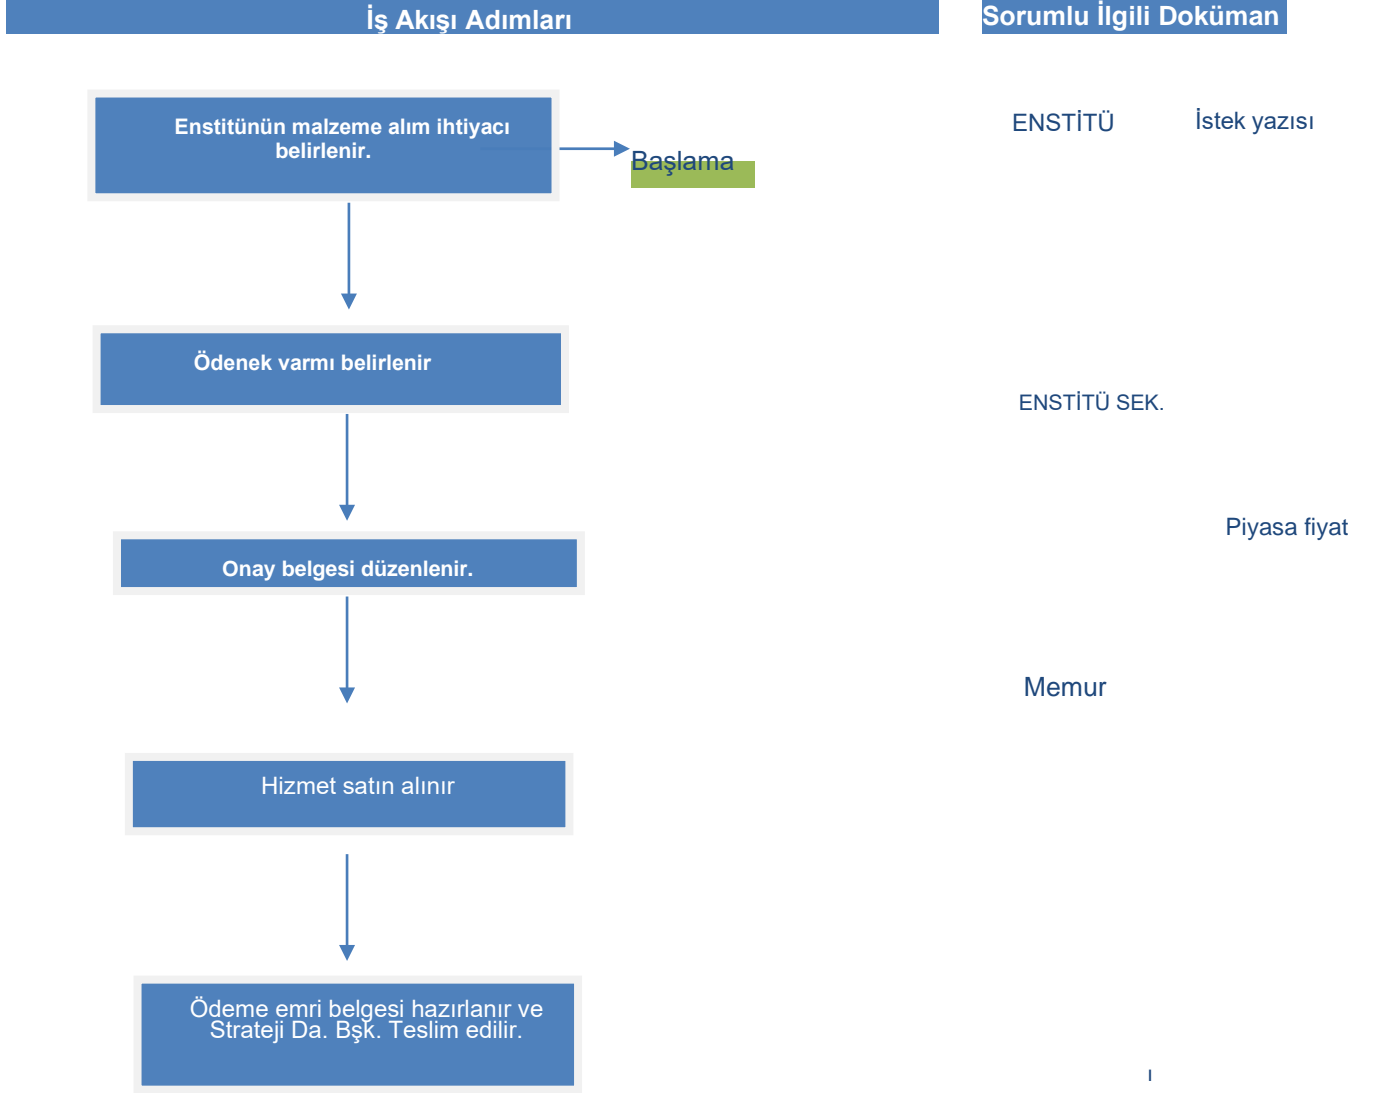 İş Akışı Adımları
Sorumlu İlgili Doküman
Enstitünün malzeme alım ihtiyacı
belirlenir.
Başlama
ENSTİTÜ
İstek yazısı
Ödenek varmı belirlenir
ENSTİTÜ SEK.
Piyasa fiyat
Onay belgesi düzenlenir.
Memur
Hizmet satın alınır
Ödeme emri belgesi hazırlanır ve
Strateji Da. Bşk. Teslim edilir.
ı